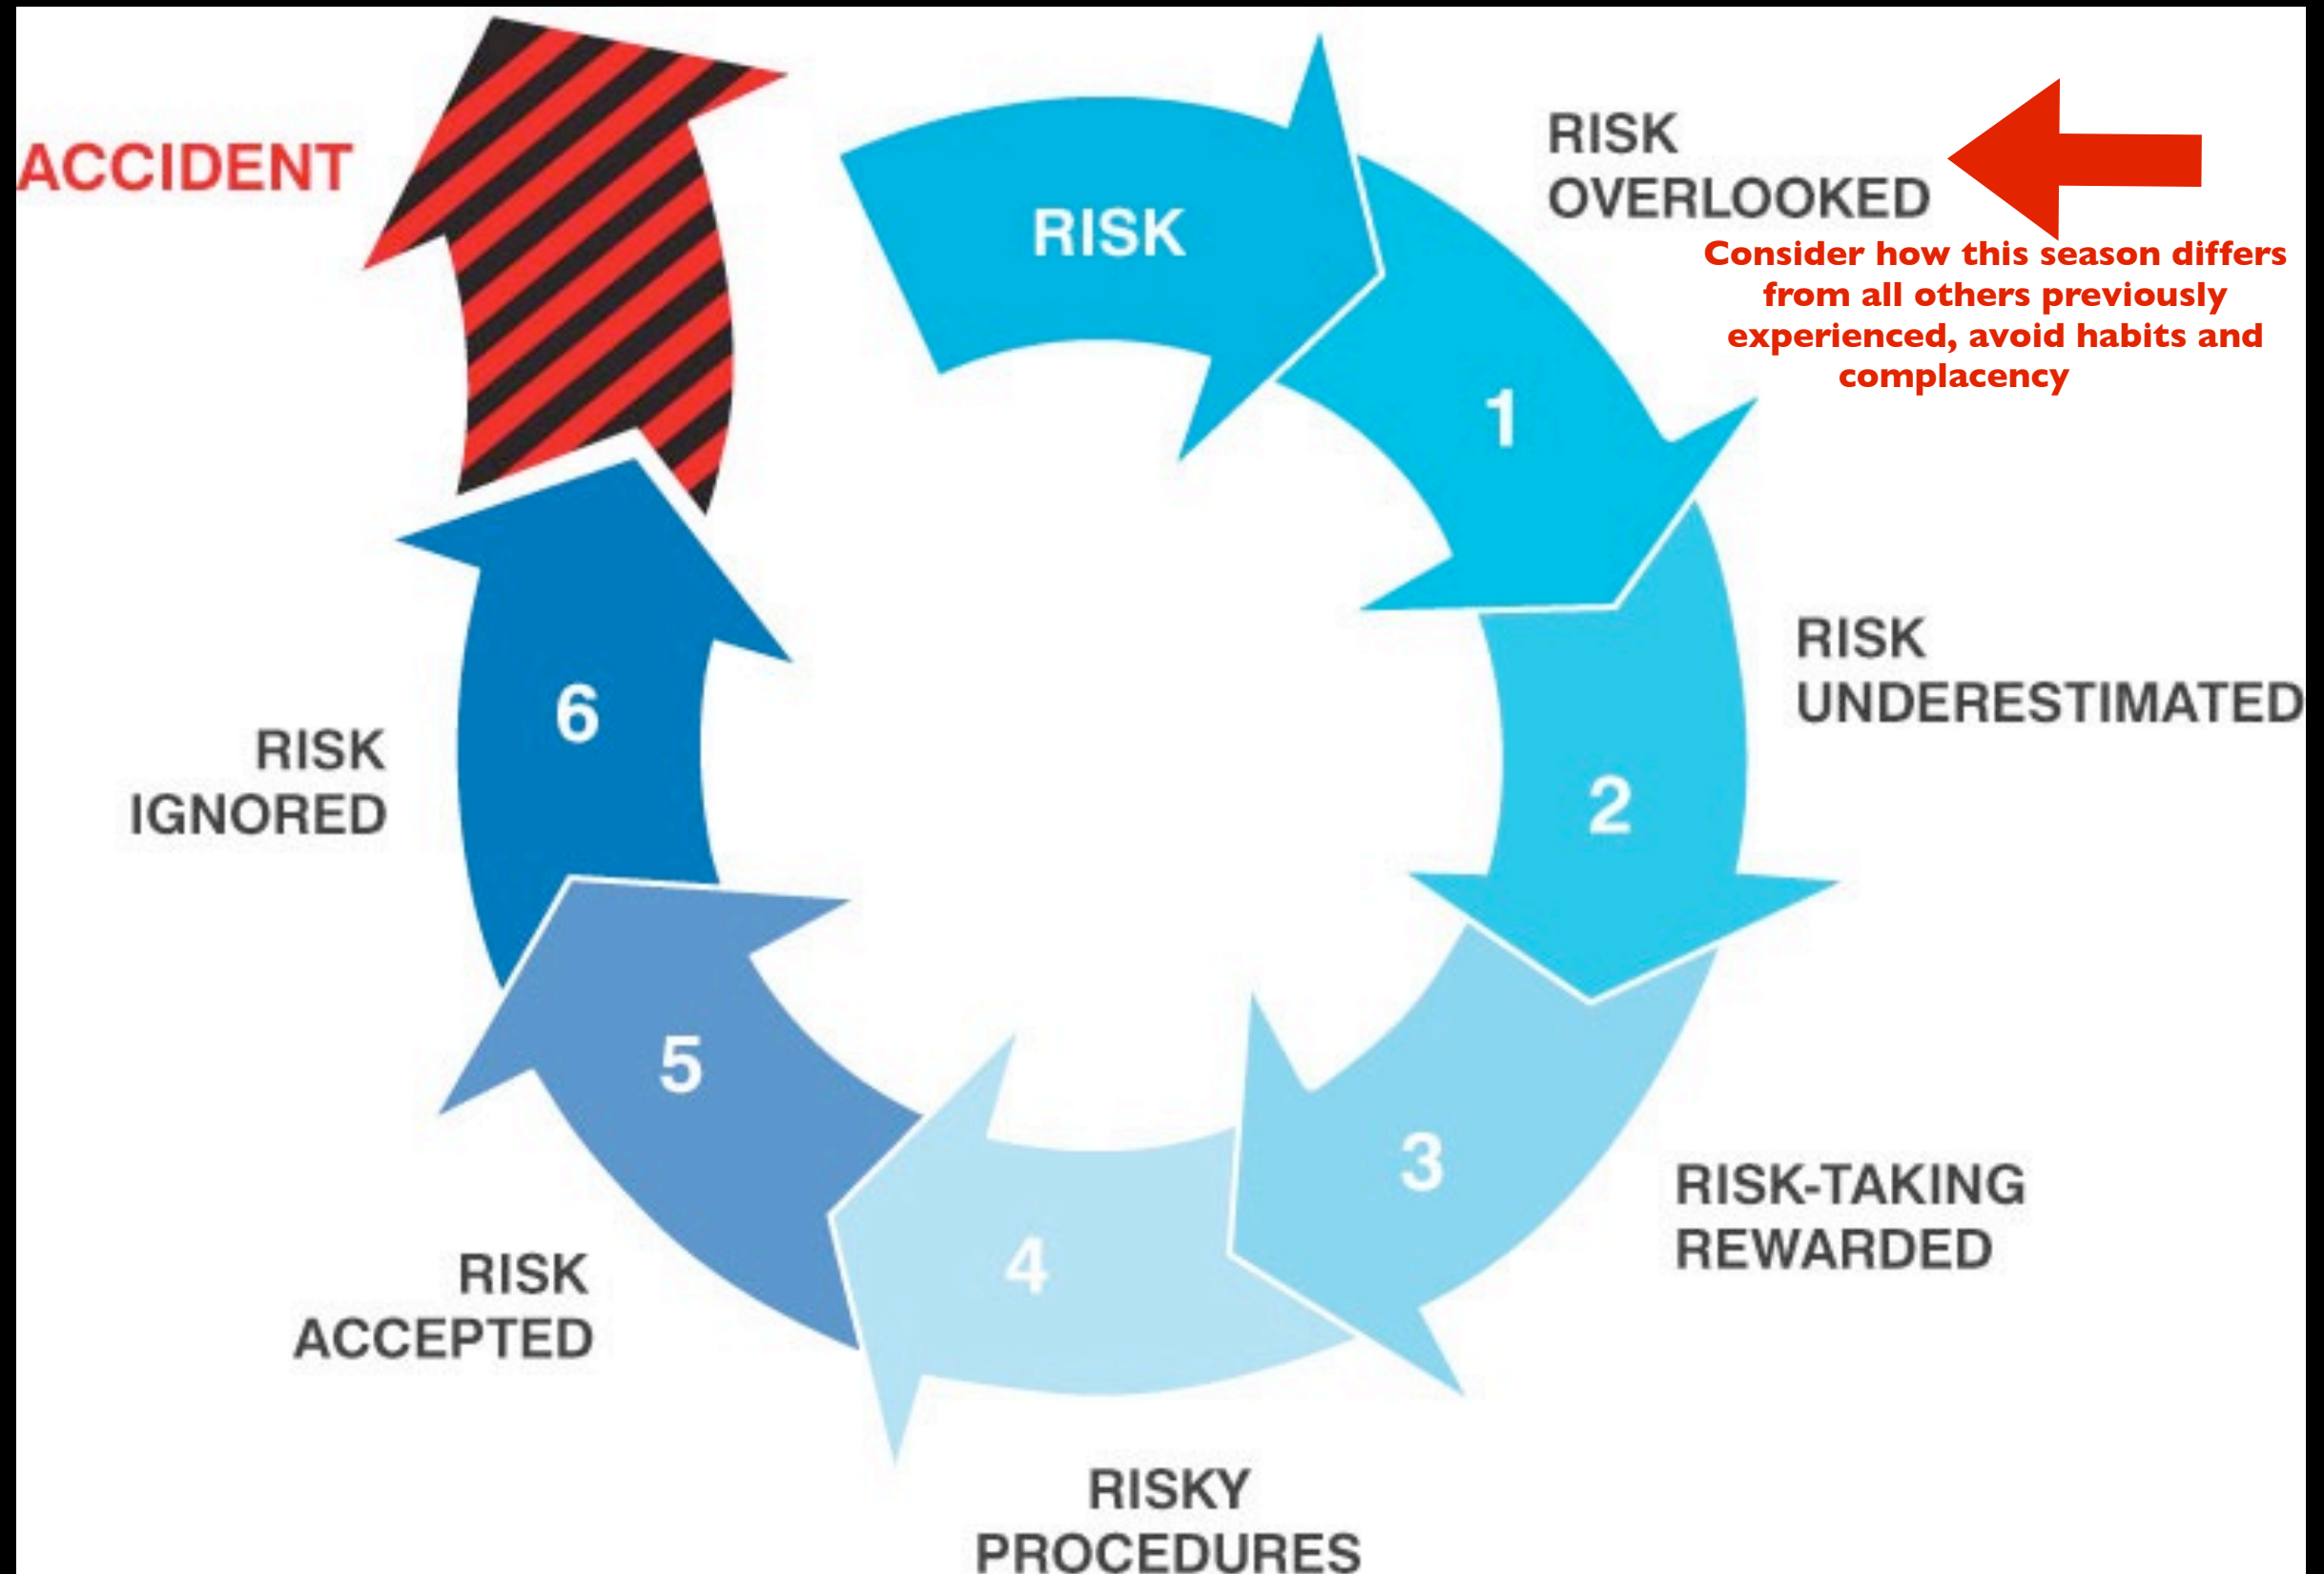 ACCIDENT
RISK
RISK
OVERLOOKED
Consider how this season differs
from all others previously
experienced, avoid habits and
complacency
1
RISK
UNDERESTIMATED
2
RISK-TAKING
REWARDED
3
RISKY
PROCEDURES
4
RISK
ACCEPTED
5
RISK
IGNORED
6